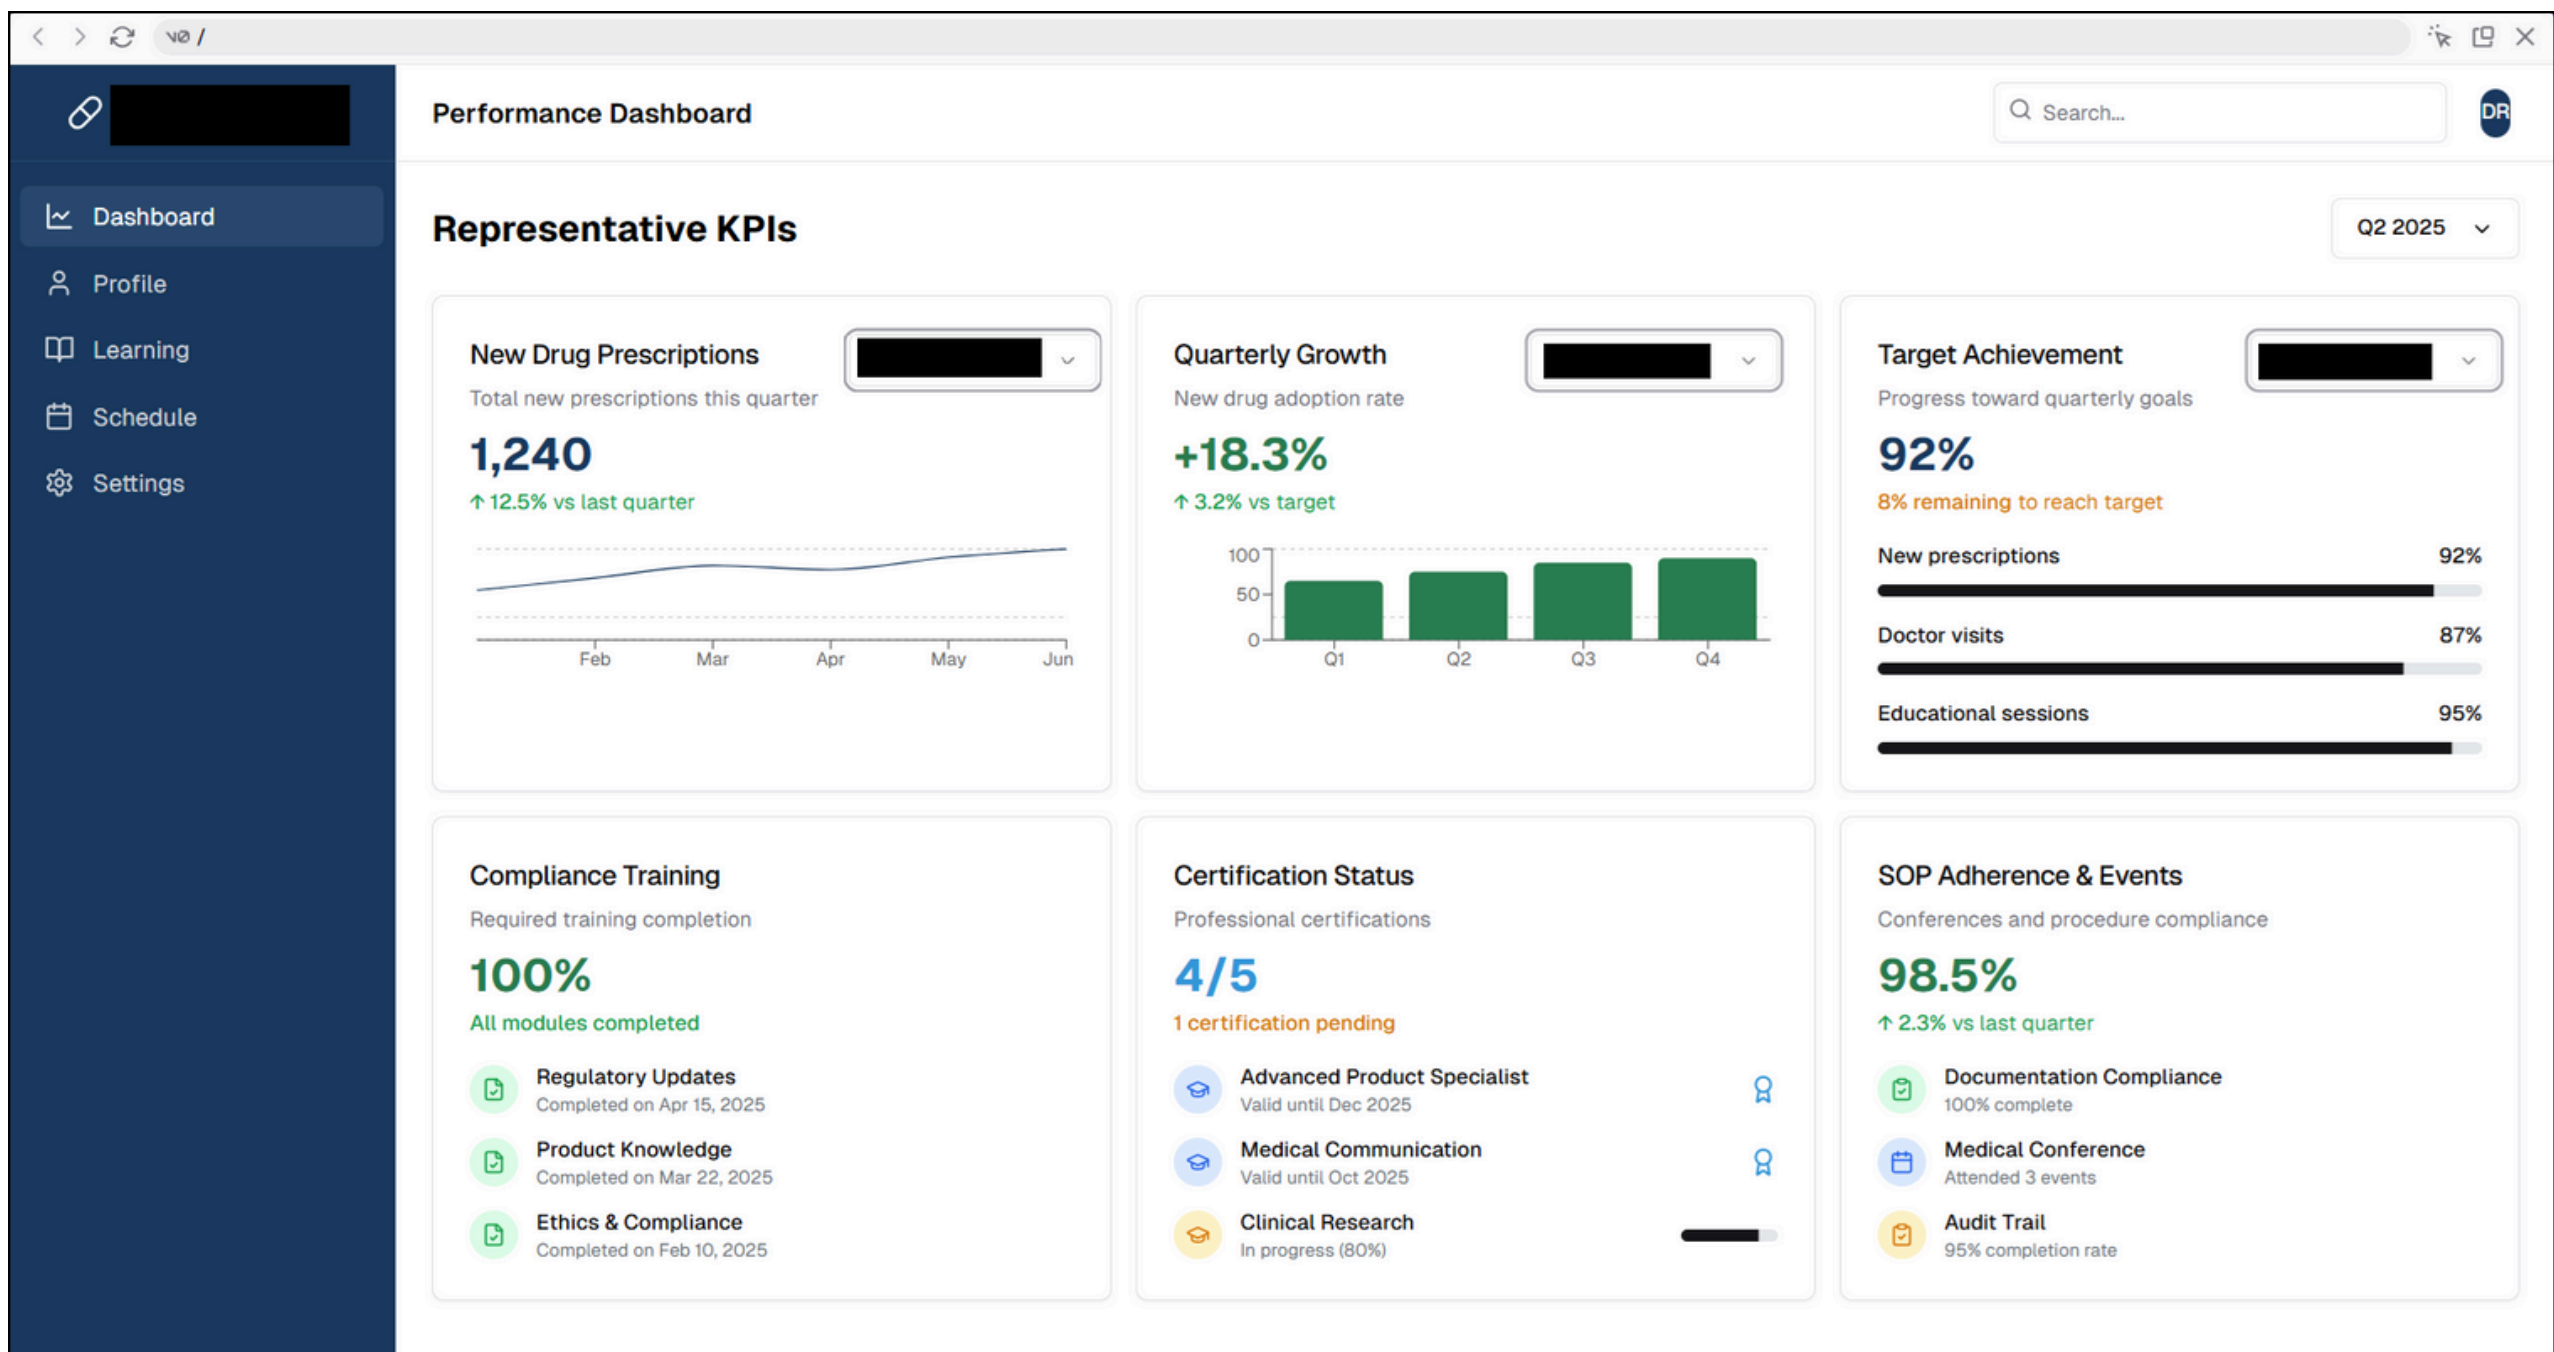 v0 /
Performance Dashboard
Search...
DR
Dashboard
Profile
Learning
Schedule
Settings
Representative KPIs
Q2 2025
New Drug Prescriptions
Total new prescriptions this quarter
1,240
↑ 12.5% vs last quarter
Feb Mar Apr May Jun
Quarterly Growth
New drug adoption rate
+18.3%
↑ 3.2% vs target
100
50
0
Q1 Q2 Q3 Q4
Target Achievement
Progress toward quarterly goals
92%
8% remaining to reach target
New prescriptions 92%
Doctor visits 87%
Educational sessions 95%
Compliance Training
Required training completion
100%
All modules completed
Regulatory Updates
Completed on Apr 15, 2025
Product Knowledge
Completed on Mar 22, 2025
Ethics & Compliance
Completed on Feb 10, 2025
Certification Status
Professional certifications
4/5
1 certification pending
Advanced Product Specialist
Valid until Dec 2025
Medical Communication
Valid until Oct 2025
Clinical Research
In progress (80%)
SOP Adherence & Events
Conferences and procedure compliance
98.5%
↑ 2.3% vs last quarter
Documentation Compliance
100% complete
Medical Conference
Attended 3 events
Audit Trail
95% completion rate